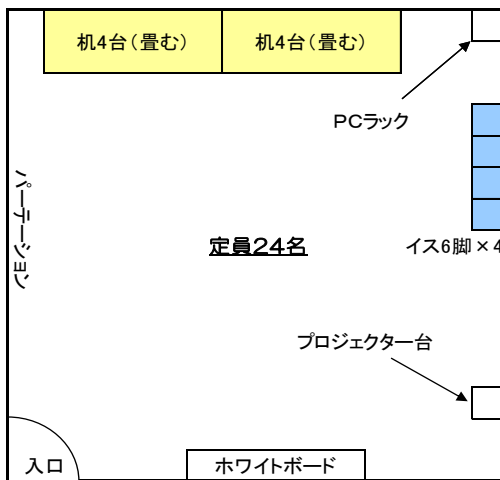 机4台(畳む)
机4台(畳む)
PCラック
パーテーション
定員24名
イス6脚×4
プロジェクター台
入口
ホワイトボード